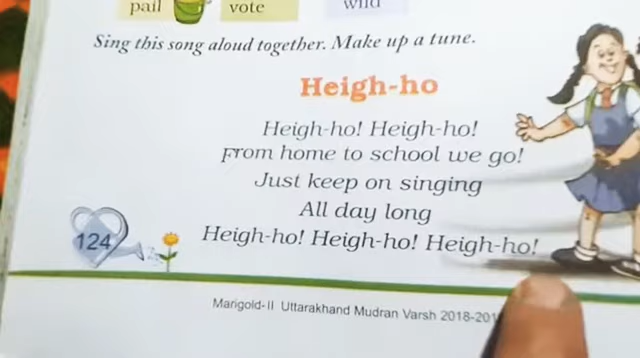 pail
vote
wild
Sing this song aloud together. Make up a tune.
Heigh-ho
Heigh-ho! Heigh-ho!
From home to school we go!
Just keep on singing
All day long
Heigh-ho! Heigh-ho! Heigh-ho!
124
Marigold-II Uttarakhand Mudran Varsh 2018-201